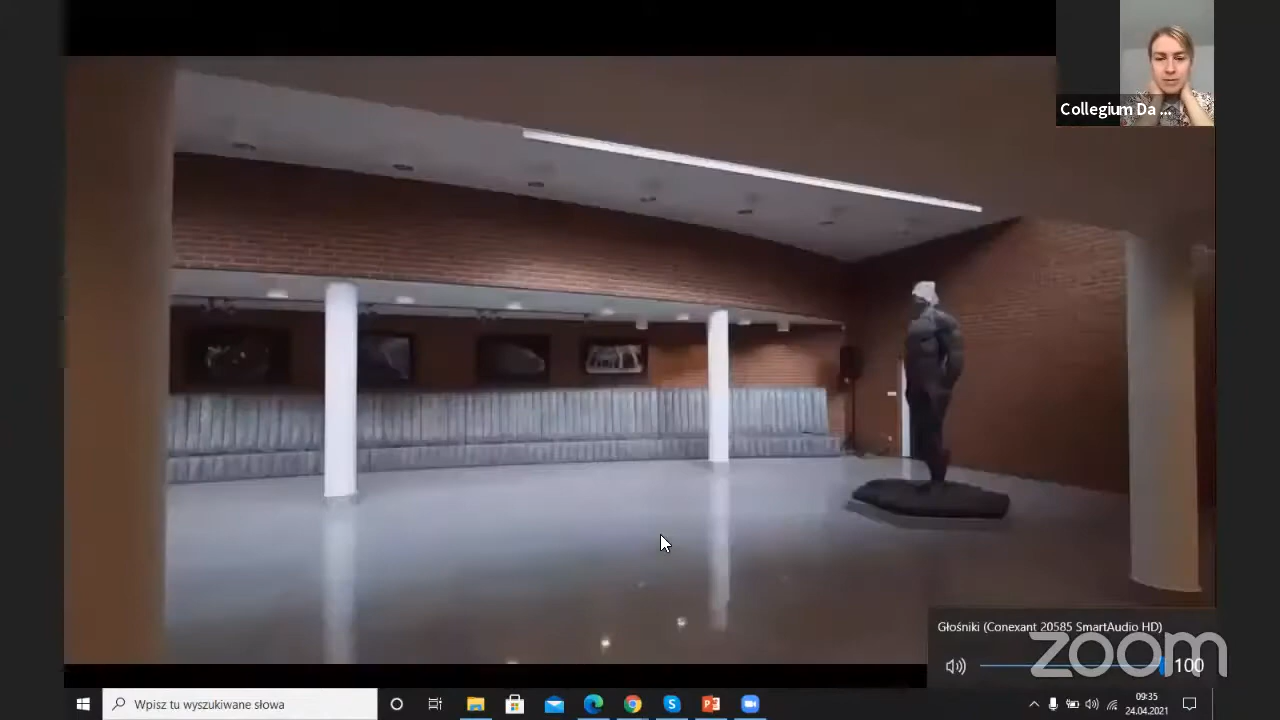 Collegium Da ...
Głośniki (Conexant 20585 SmartAudio HD)
100
zoom
Wpisz tu wyszukiwane słowa
09:35
24.04.2021